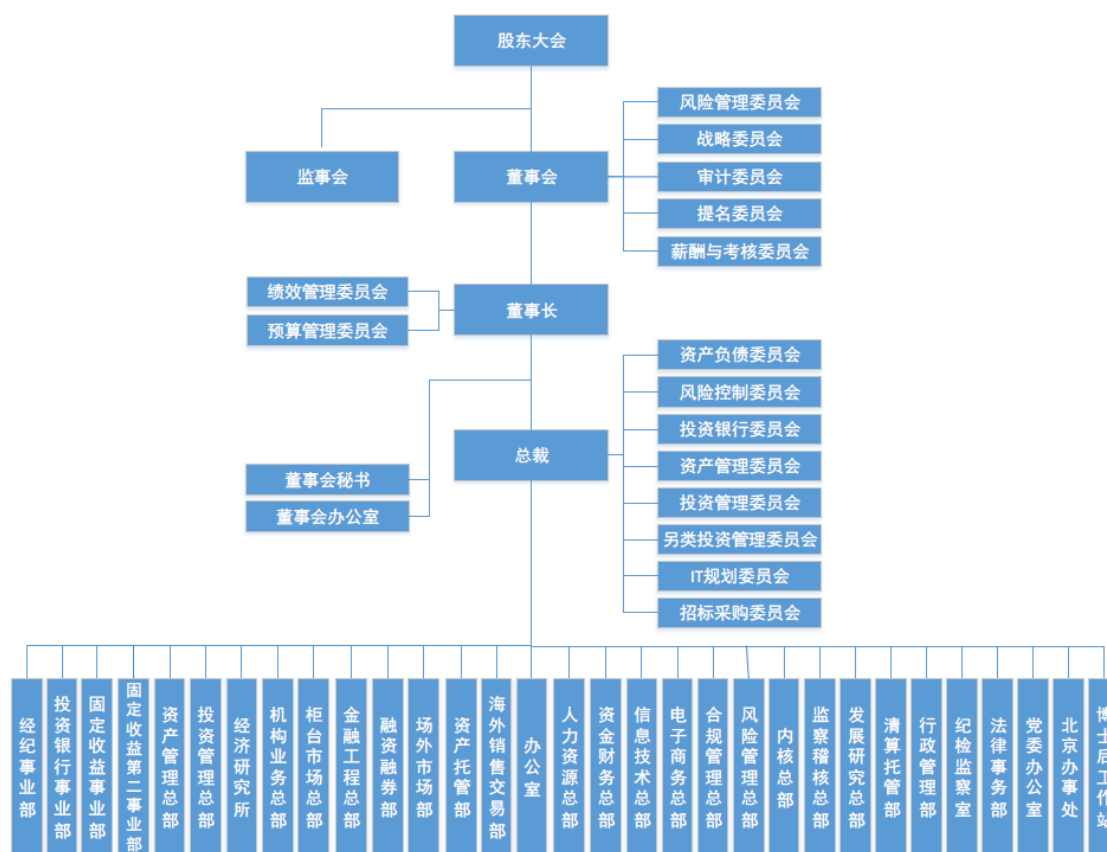 股东大会
风险管理委员会
战略委员会
监事会
董事会
审计委员会
提名委员会
薪酬与考核委员会
绩效管理委员会
董事长
预算管理委员会
资产负债委员会
风险控制委员会
投资银行委员会
总裁
资产管理委员会
董事会秘书
投资管理委员会
董事会办公室
另类投资管理委员会
IT规划委员会
招标采购委员会
经纪事业部
投资银行事业部
固定收益事业部
固定收益第二事业部
资产管理总部
投资管理总部
经济研究所
机构业务总部
柜台市场总部
金融工程总部
融资融券部
场外市场部
资产托管部
海外销售交易部
办公室
人力资源总部
资金财务总部
信息技术总部
电子商务总部
合规管理总部
风险管理总部
内核总部
监察稽核总部
发展研究总部
清算托管部
行政管理部
纪检监察室
法律事务部
党委办公室
北京办事处
博士后工作站